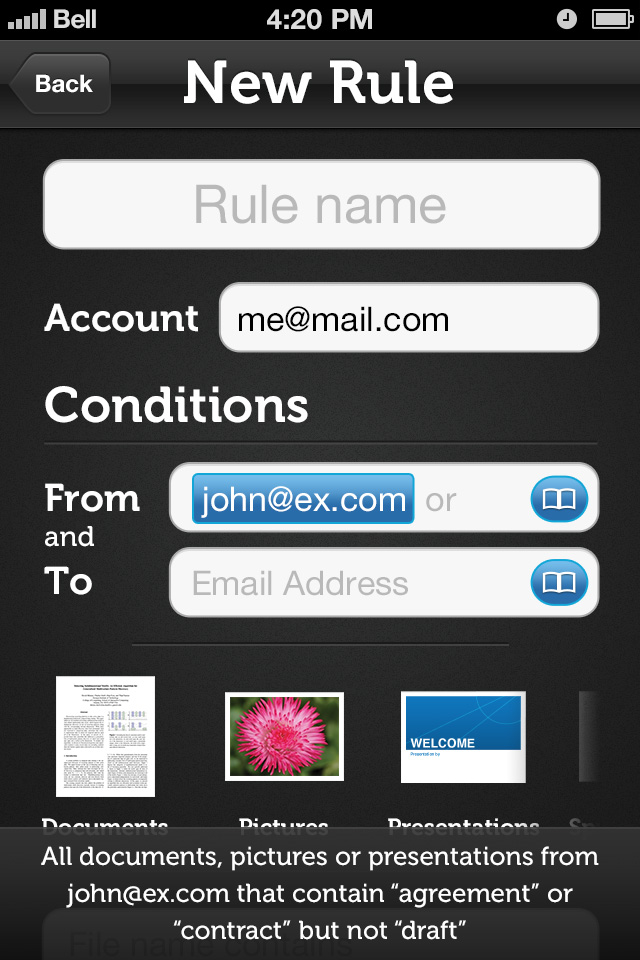 Bell 4:20 PM
Back New Rule
Rule name
Account me@mail.com
Conditions
From john@ex.com or
and
To Email Address
WELCOME
Presentation by
Documents Pictures Presentations
All documents, pictures or presentations from
john@ex.com that contain “agreement” or
“contract” but not “draft”
File name contains